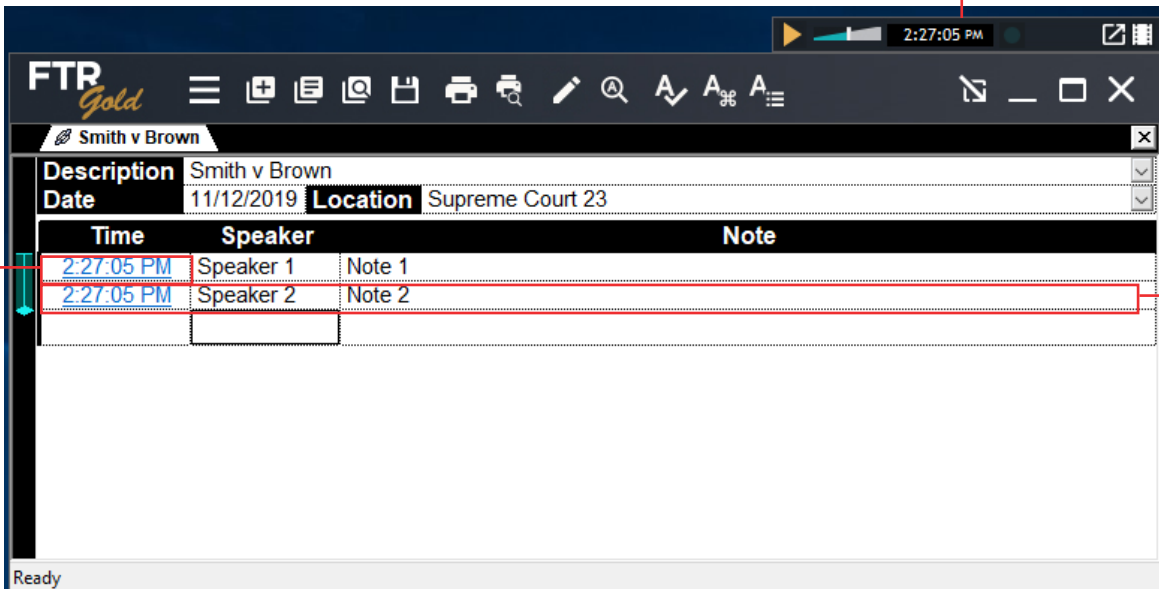 2:27:05 PM
FTR Gold
Smith v Brown
Description Smith v Brown
Date 11/12/2019 Location Supreme Court 23
Time Speaker Note
2:27:05 PM Speaker 1 Note 1
2:27:05 PM Speaker 2 Note 2
Ready